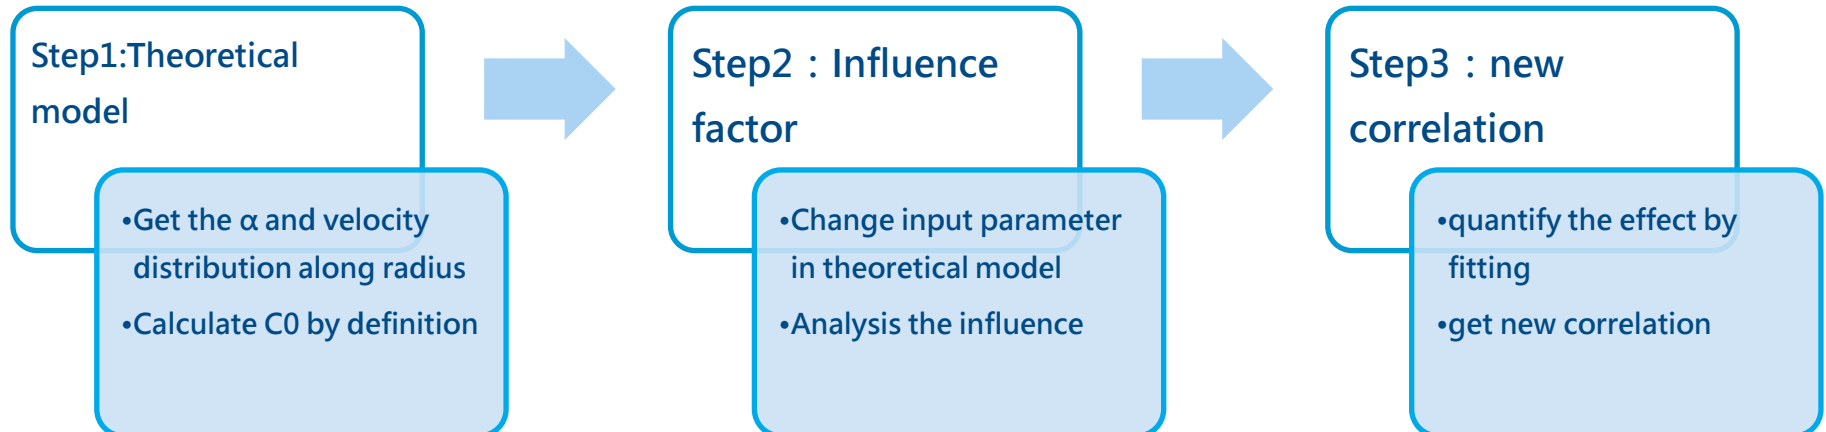 Step1:Theoretical
model
•Get the α and velocity
distribution along radius
•Calculate C0 by definition
Step2：Influence
factor
•Change input parameter
in theoretical model
•Analysis the influence
Step3：new
correlation
•quantify the effect by
fitting
•get new correlation